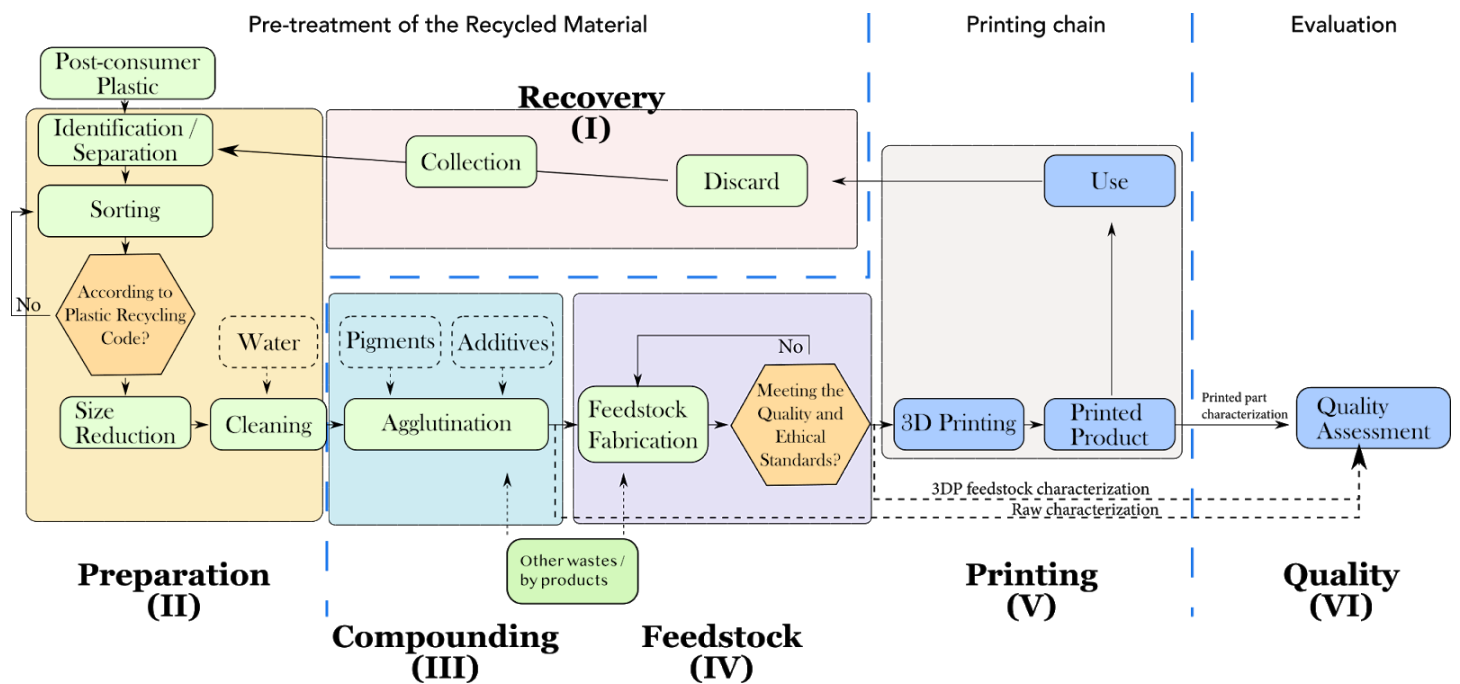 Pre-treatment of the Recycled Material
Printing chain
Evaluation
Post-consumer
Plastic
Recovery
(I)
Identification /
Separation
Collection
Discard
Use
Sorting
No
According to
Plastic Recycling
Code?
Water
Pigments
Additives
No
Meeting the
Quality and
Ethical
Standards?
Size
Reduction
Cleaning
Agglutination
Feedstock
Fabrication
3D Printing
Printed
Product
Printed part
characterization
Quality
Assessment
3DP feedstock characterization
Raw characterization
Other wastes /
by products
Preparation
(II)
Compounding
(III)
Feedstock
(IV)
Printing
(V)
Quality
(VI)